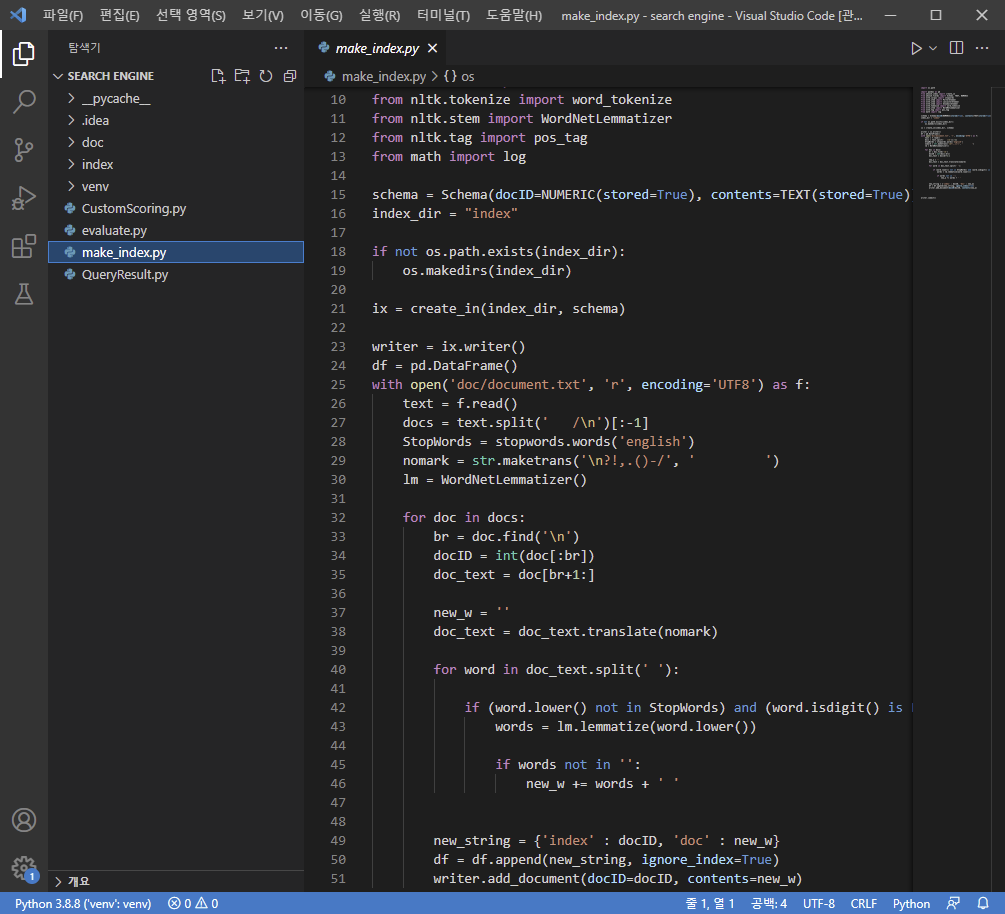 파일(F) 편집(E) 선택 영역(S) 보기(V) 이동(G) 실행(R) 터미널(T) 도움말(H) make_index.py - search engine - Visual Studio Code [관...
탐색기
SEARCH ENGINE
__pycache__
.idea
doc
index
venv
CustomScoring.py
evaluate.py
make_index.py
QueryResult.py
개요
make_index.py
make_index.py > {} os
10 from nltk.tokenize import word_tokenize
11 from nltk.stem import WordNetLemmatizer
12 from nltk.tag import pos_tag
13 from math import log
14
15 schema = Schema(docID=NUMERIC(stored=True), contents=TEXT(stored=True)
16 index_dir = "index"
17
18 if not os.path.exists(index_dir):
19     os.makedirs(index_dir)
20
21 ix = create_in(index_dir, schema)
22
23 writer = ix.writer()
24 df = pd.DataFrame()
25 with open('doc/document.txt', 'r', encoding='UTF8') as f:
26     text = f.read()
27     docs = text.split('   /\n')[:-1]
28     StopWords = stopwords.words('english')
29     nomark = str.maketrans('\n?!,.()-/', '         ')
30     lm = WordNetLemmatizer()
31
32     for doc in docs:
33         br = doc.find('\n')
34         docID = int(doc[:br])
35         doc_text = doc[br+1:]
36
37         new_w = ''
38         doc_text = doc_text.translate(nomark)
39
40         for word in doc_text.split(' '):
41
42             if (word.lower() not in StopWords) and (word.isdigit() is
43                 words = lm.lemmatize(word.lower())
44
45                 if words not in '':
46                     new_w += words + ' '
47
48
49         new_string = {'index' : docID, 'doc' : new_w}
50         df = df.append(new_string, ignore_index=True)
51         writer.add_document(docID=docID, contents=new_w)
1
Python 3.8.8 ('venv': venv) 0 0 줄 1, 열 1 공백: 4 UTF-8 CRLF Python